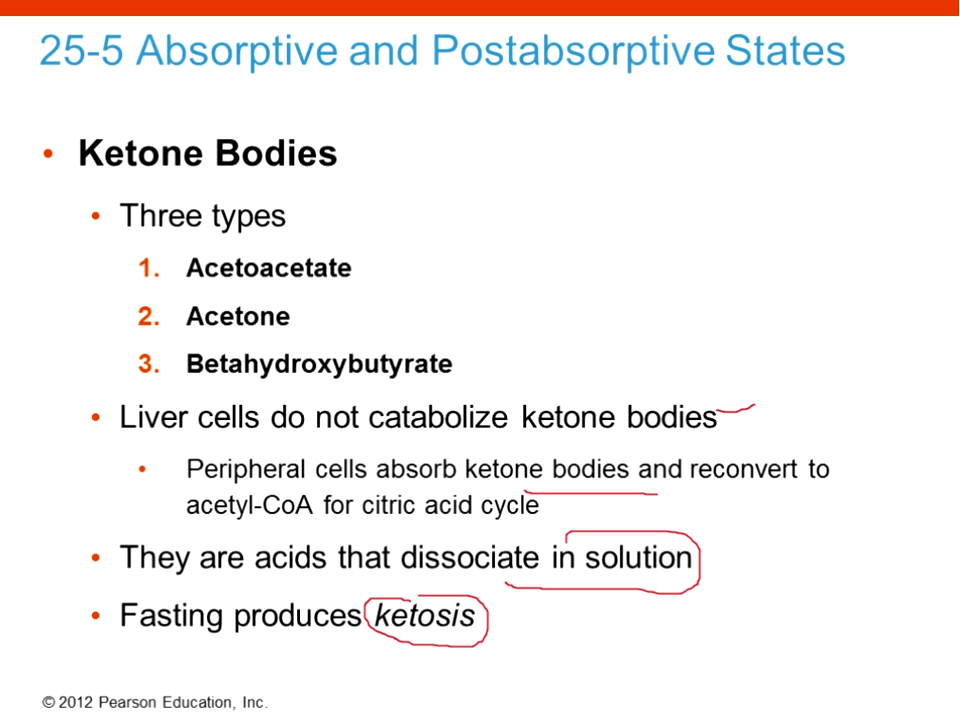 25-5 Absorptive and Postabsorptive States
• Ketone Bodies
• Three types
1. Acetoacetate
2. Acetone
3. Betahydroxybutyrate
• Liver cells do not catabolize ketone bodies
• Peripheral cells absorb ketone bodies and reconvert to
acetyl-CoA for citric acid cycle
• They are acids that dissociate in solution
• Fasting produces ketosis
© 2012 Pearson Education, Inc.